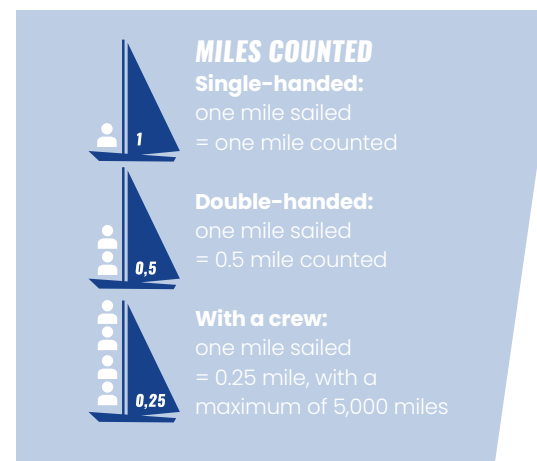 MILES COUNTED
Single-handed:
one mile sailed
= one mile counted
1
Double-handed:
one mile sailed
= 0.5 mile counted
0,5
With a crew:
one mile sailed
= 0.25 mile, with a
maximum of 5,000 miles
0,25